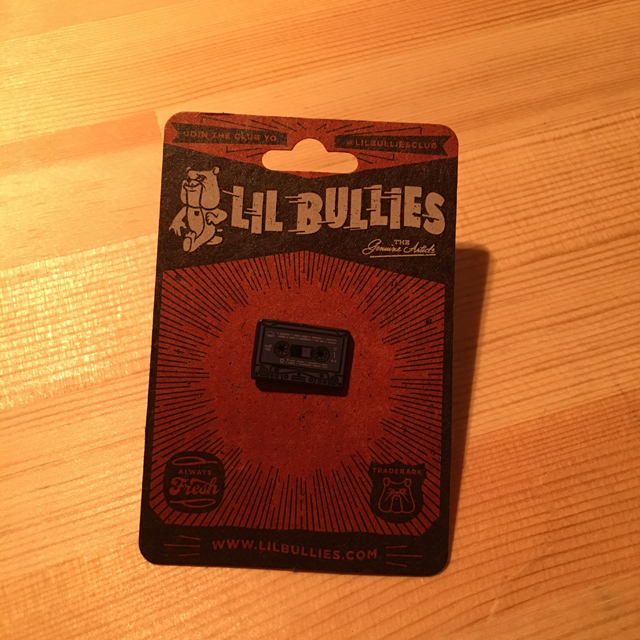 JOIN THE CLUB YO
@LILBULLIESCLUB
LIL BULLIES
THE
Genuine Article
ALWAYS
Fresh
TRADEMARK
WWW.LILBULLIES.COM